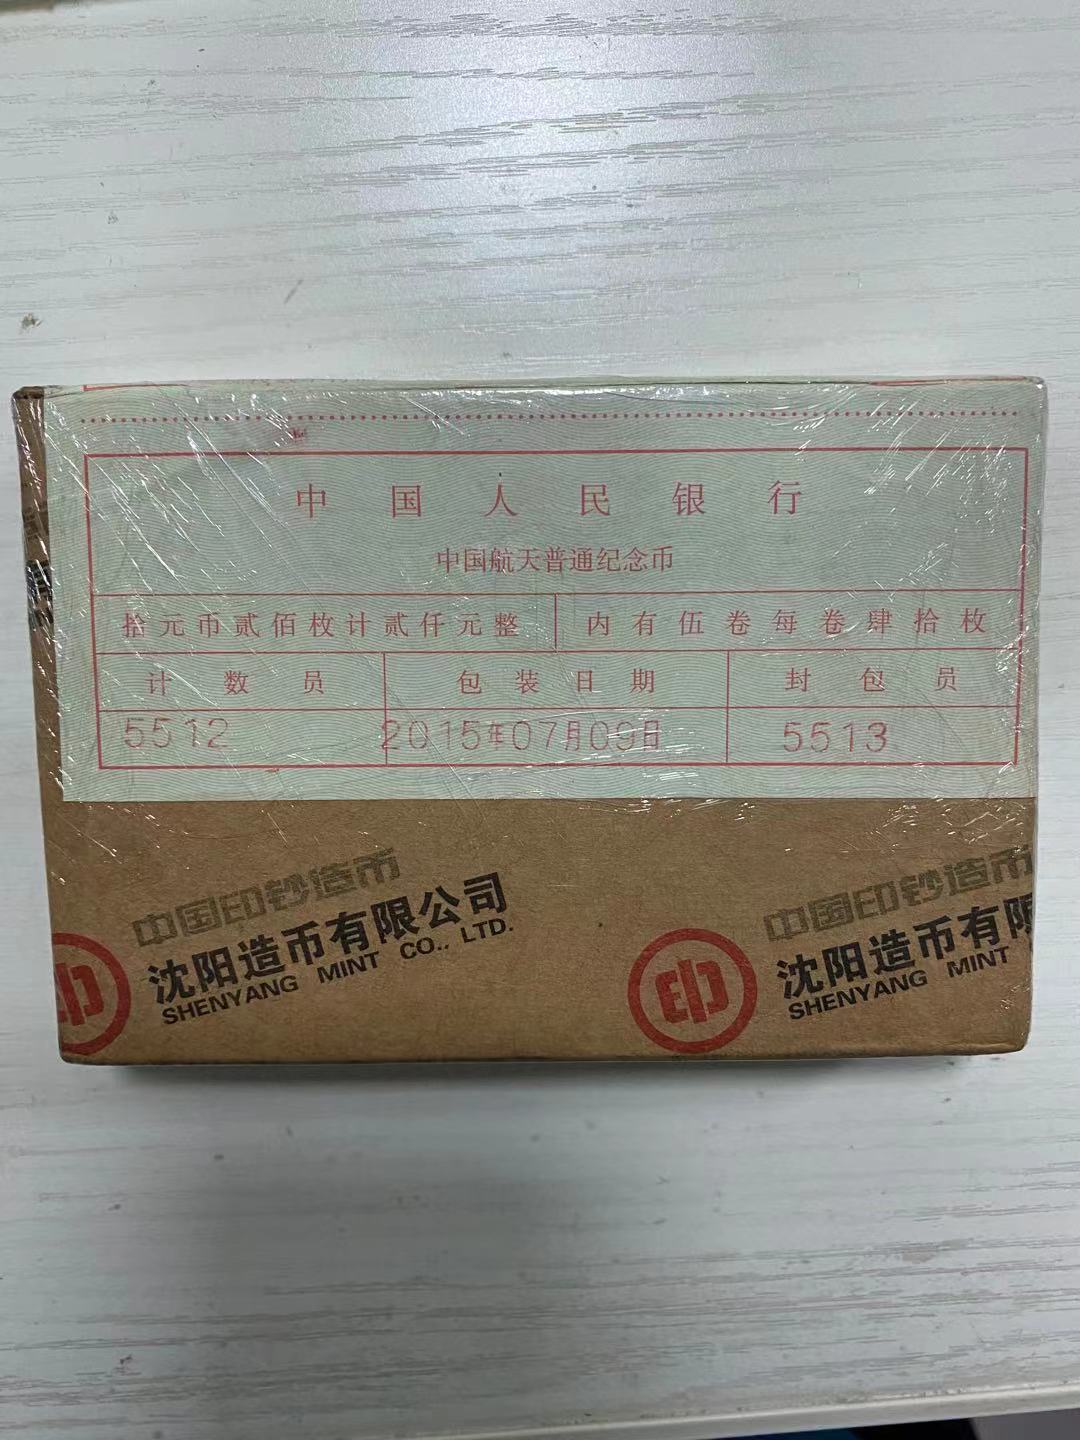 中国人民银行
中国航天普通纪念币
拾元币贰佰枚计贰仟元整 内有伍卷每卷肆拾枚
计数员 包装日期 封包员
5512 2015年07月09日 5513
中国印钞造币
沈阳造币有限公司
SHENYANG MINT CO., LTD.
中国印钞造币
沈阳造币有限
SHENYANG MINT